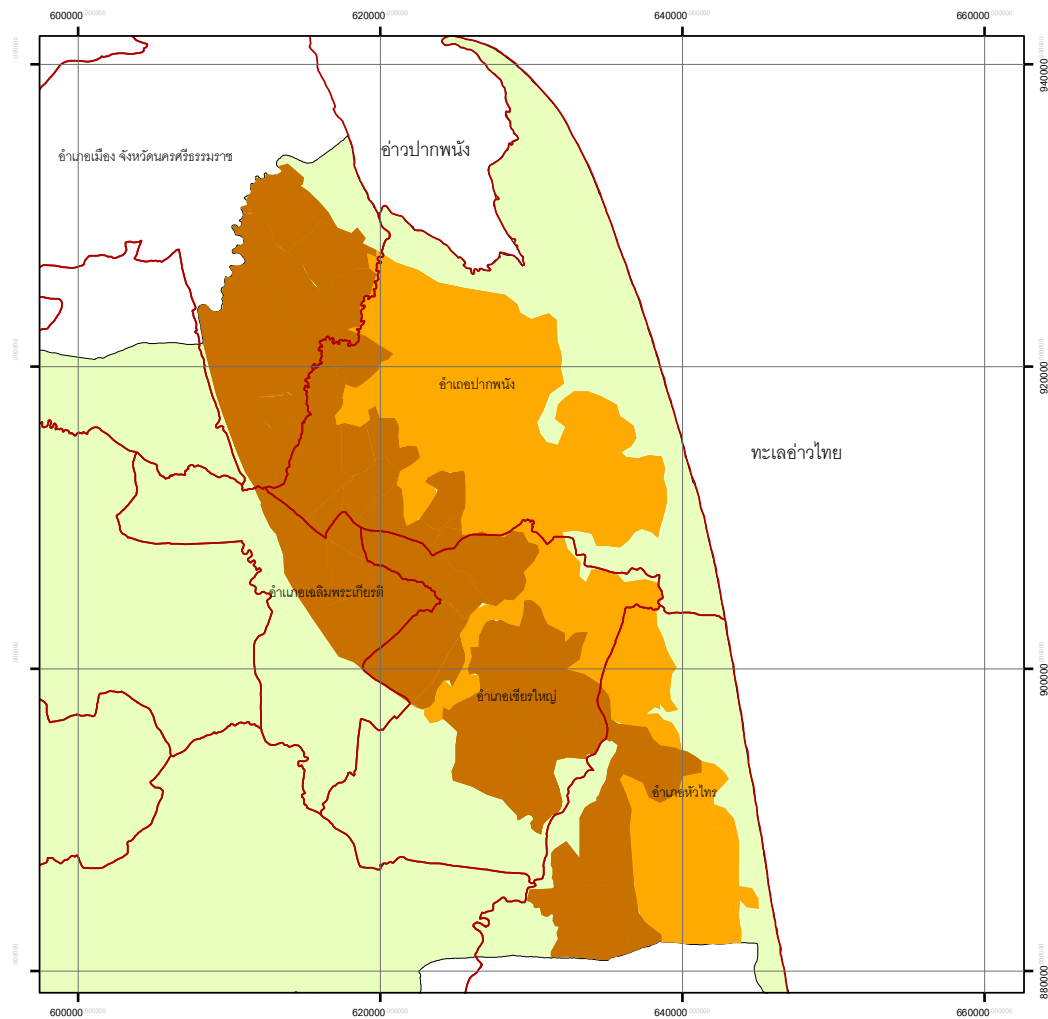 600000 620000 640000 660000
940000
อ่าวปากพนัง
อำเภอเมือง จังหวัดนครศรีธรรมราช
920000
อำเถอปากพนัง
ทะเลอ่าวไทย
อำแภอเฉลิมพระเกียรติ
900000
อำเภอเชียรใหญ่
อำเภอหัวไทร
880000
600000 620000 640000 660000